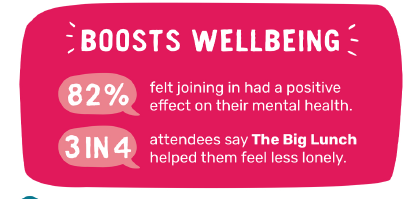 BOOSTS WELLBEING
82%
felt joining in had a positive
effect on their mental health.
3 IN 4
attendees say The Big Lunch
helped them feel less lonely.